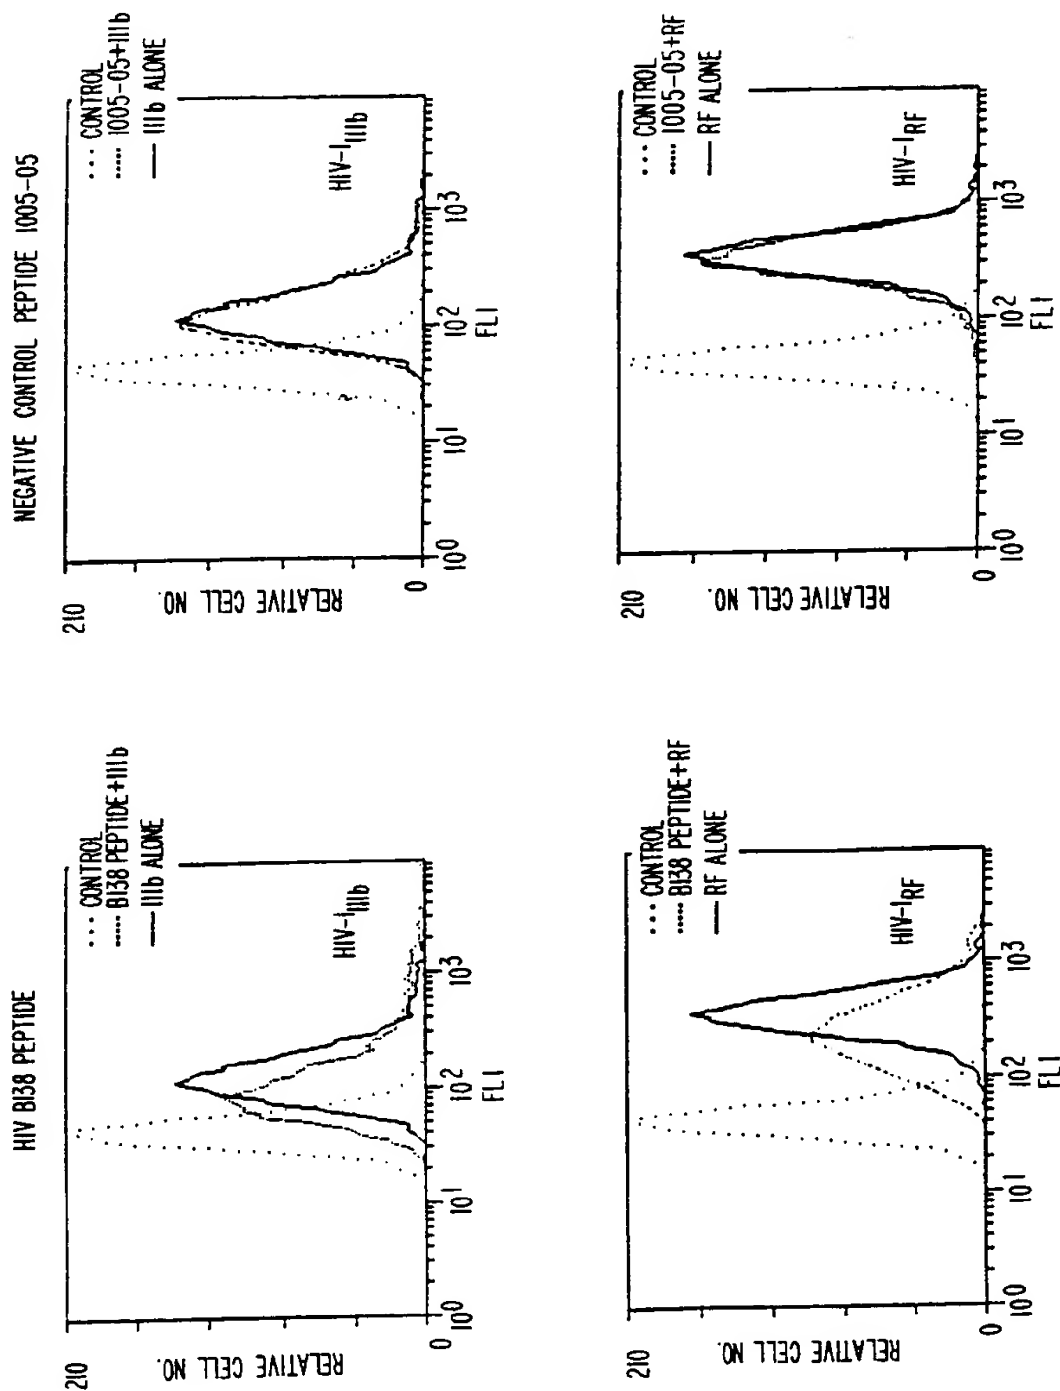 HIV B138 PEPTIDE
210
RELATIVE CELL NO.
0
10⁰
10¹
10²
10³
FL1
··· CONTROL
---- B138 PEPTIDE+IIIb
— IIIb ALONE
HIV-1IIIb
210
RELATIVE CELL NO.
0
10⁰
10¹
10²
10³
FL1
··· CONTROL
---- B138 PEPTIDE+RF
— RF ALONE
HIV-1RF
NEGATIVE CONTROL PEPTIDE 1005-05
210
RELATIVE CELL NO.
0
10⁰
10¹
10²
10³
FL1
··· CONTROL
---- 1005-05+IIIb
— IIIb ALONE
HIV-1IIIb
210
RELATIVE CELL NO.
0
10⁰
10¹
10²
10³
FL1
··· CONTROL
---- 1005-05+RF
— RF ALONE
HIV-1RF